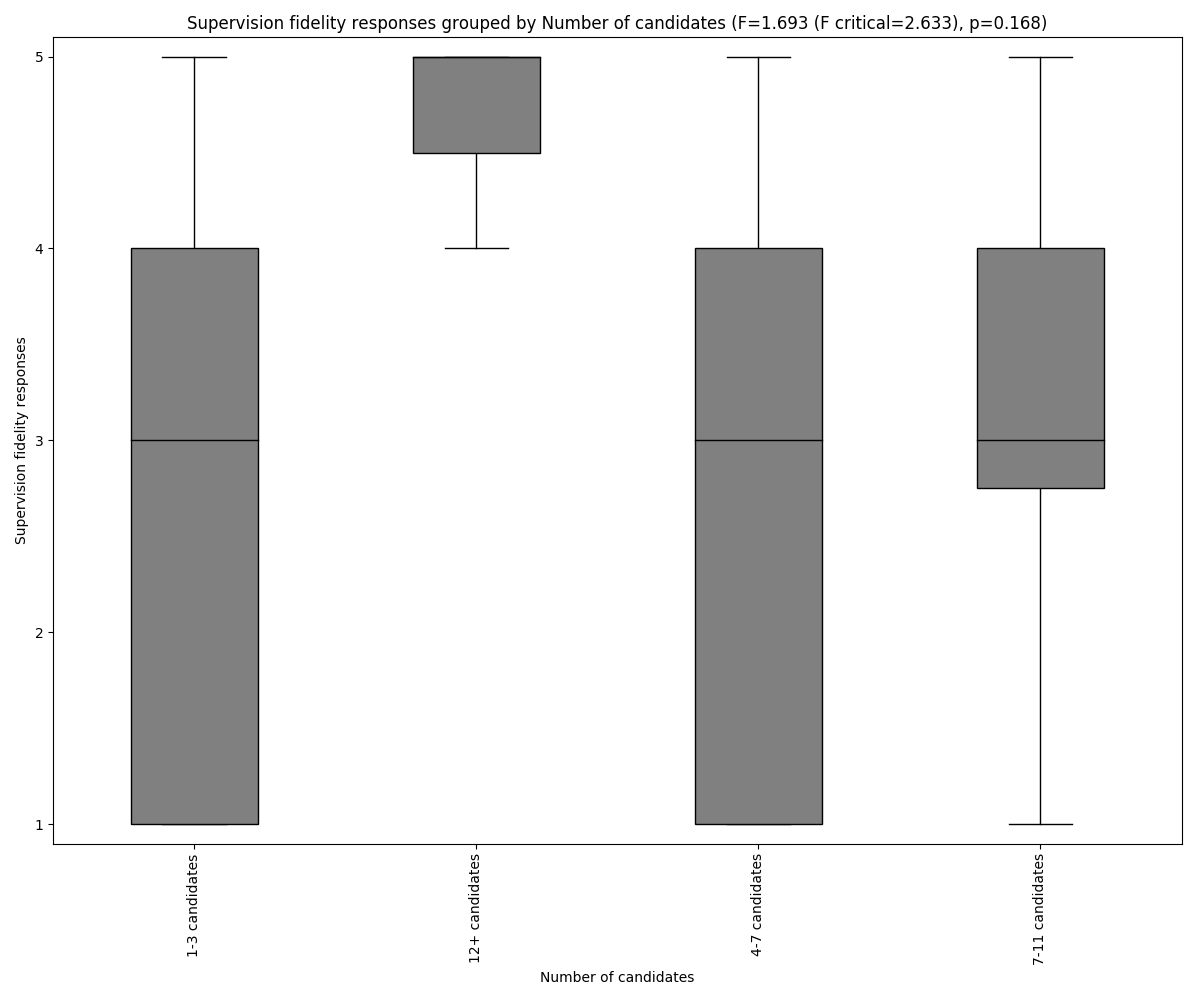 Supervision fidelity responses grouped by Number of candidates (F=1.693 (F critical=2.633), p=0.168)
Supervision fidelity responses
5
4
3
2
1
1-3 candidates
12+ candidates
4-7 candidates
7-11 candidates
Number of candidates